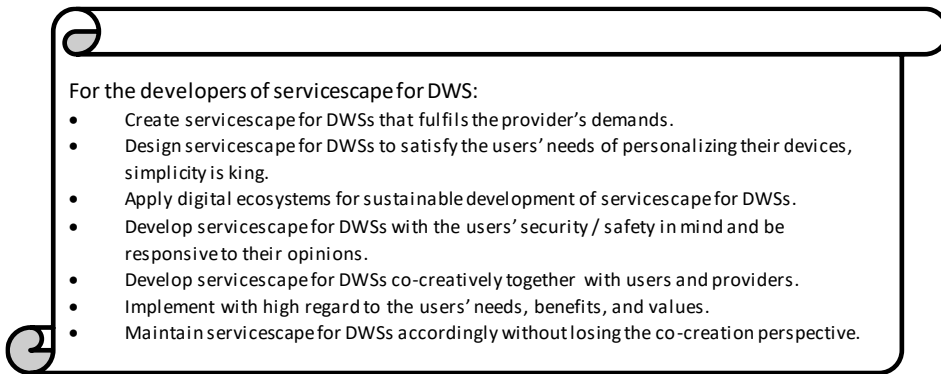 For the developers of servicescape for DWS:
• Create servicescape for DWSs that fulfils the provider's demands.
• Design servicescape for DWSs to satisfy the users' needs of personalizing their devices,
simplicity is king.
• Apply digital ecosystems for sustainable development of servicescape for DWSs.
• Develop servicescape for DWSs with the users' security / safety in mind and be
responsive to their opinions.
• Develop servicescape for DWSs co-creatively together with users and providers.
• Implement with high regard to the users' needs, benefits, and values.
• Maintain servicescape for DWSs accordingly without losing the co-creation perspective.